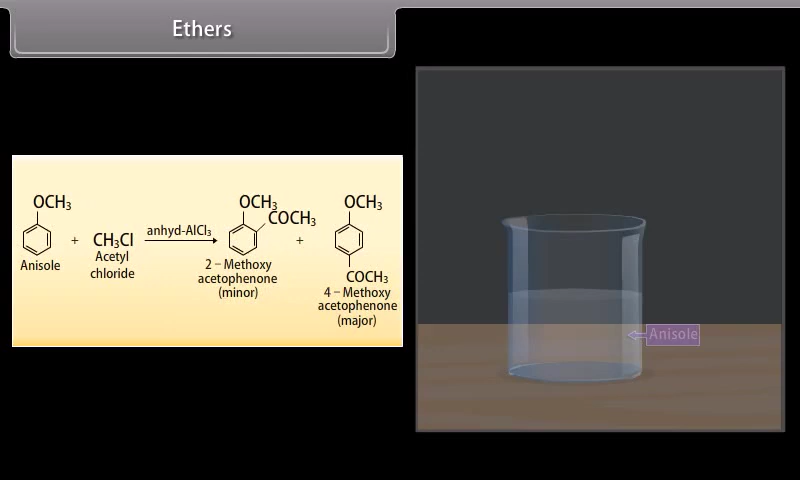 Ethers
OCH₃
+ CH₃Cl
anhyd-AlCl₃
OCH₃
COCH₃
+
OCH₃
COCH₃
Anisole
Acetyl
chloride
2 – Methoxy
acetophenone
(minor)
4 – Methoxy
acetophenone
(major)
Anisole